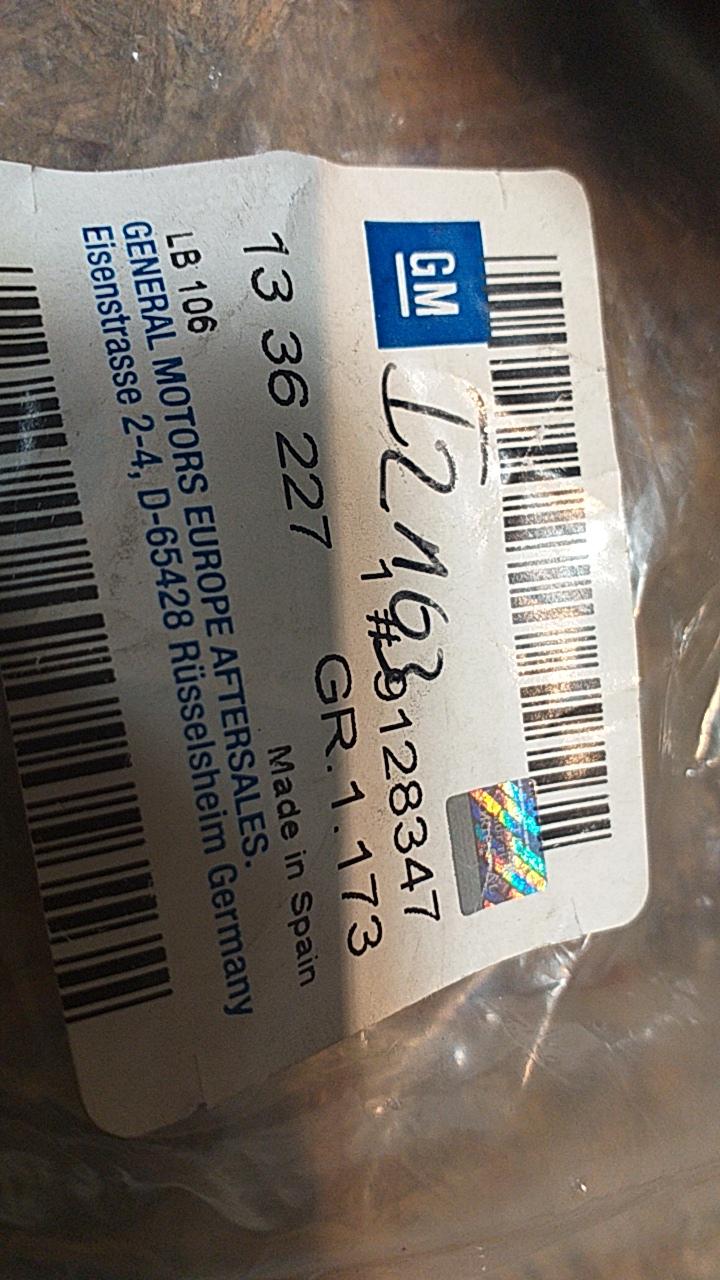 GM
1 #9128347
13 36 227 GR.1.173
Made in Spain
LB 106
GENERAL MOTORS EUROPE AFTERSALES.
Eisenstrasse 2-4, D-65428 Rüsselsheim Germany